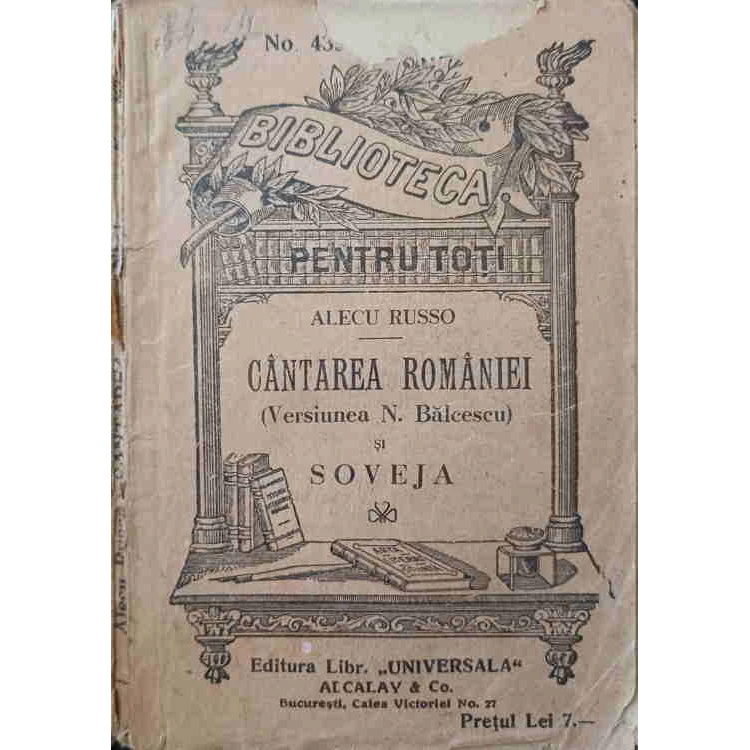 No.
BIBLIOTECA
PENTRU TOȚI
ALECU RUSSO
CÂNTAREA ROMÂNIEI
(Versiunea N. Bălcescu)
și
SOVEJA
Editura Libr. „UNIVERSALA“
ALCALAY & Co.
București, Calea Victoriei No. 27
Prețul Lei 7.—